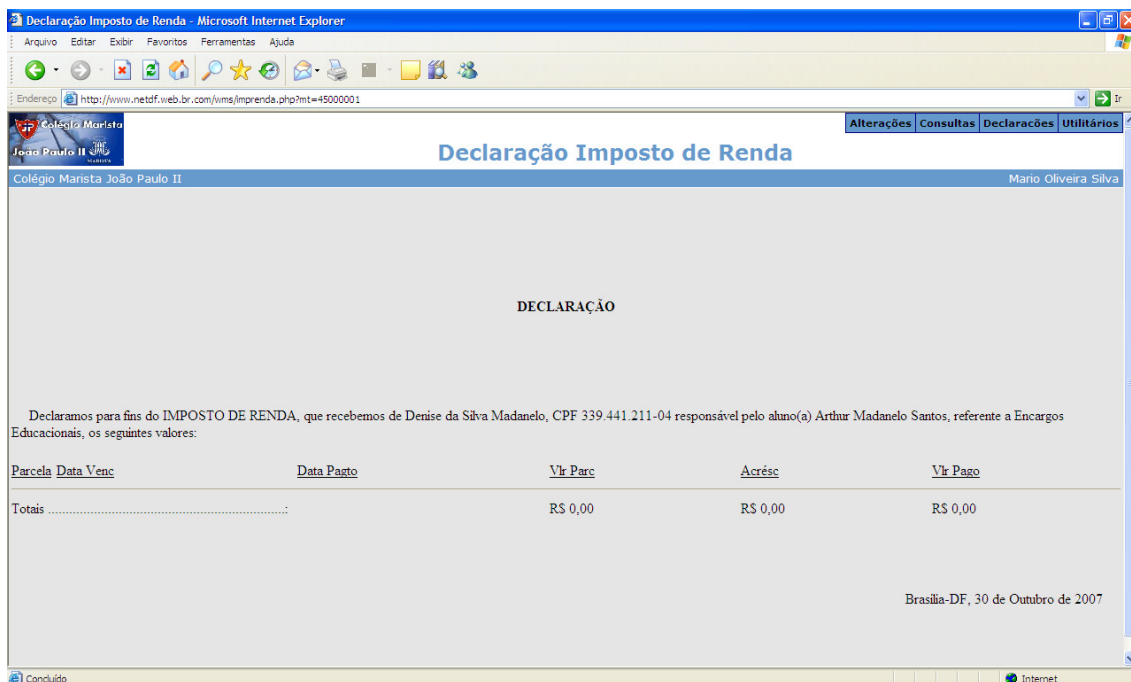 Declaração Imposto de Renda - Microsoft Internet Explorer
Arquivo Editar Exibir Favoritos Ferramentas Ajuda
Endereço http://www.netdf.web.br.com/wms/imprenda.php?mt=45000001 Ir
Colégio Marista
João Paulo II
MARISTA
Alterações Consultas Declaracões Utilitários
Declaração Imposto de Renda
Colégio Marista João Paulo II Mario Oliveira Silva
DECLARAÇÃO
Declaramos para fins do IMPOSTO DE RENDA, que recebemos de Denise da Silva Madanelo, CPF 339.441.211-04 responsável pelo aluno(a) Arthur Madanelo Santos, referente a Encargos
Educacionais, os seguintes valores:
Parcela Data Venc Data Pagto Vlr Parc Acrésc Vlr Pago
Totais .......................................................................: R$ 0,00 R$ 0,00 R$ 0,00
Brasilia-DF, 30 de Outubro de 2007
Concluído Internet